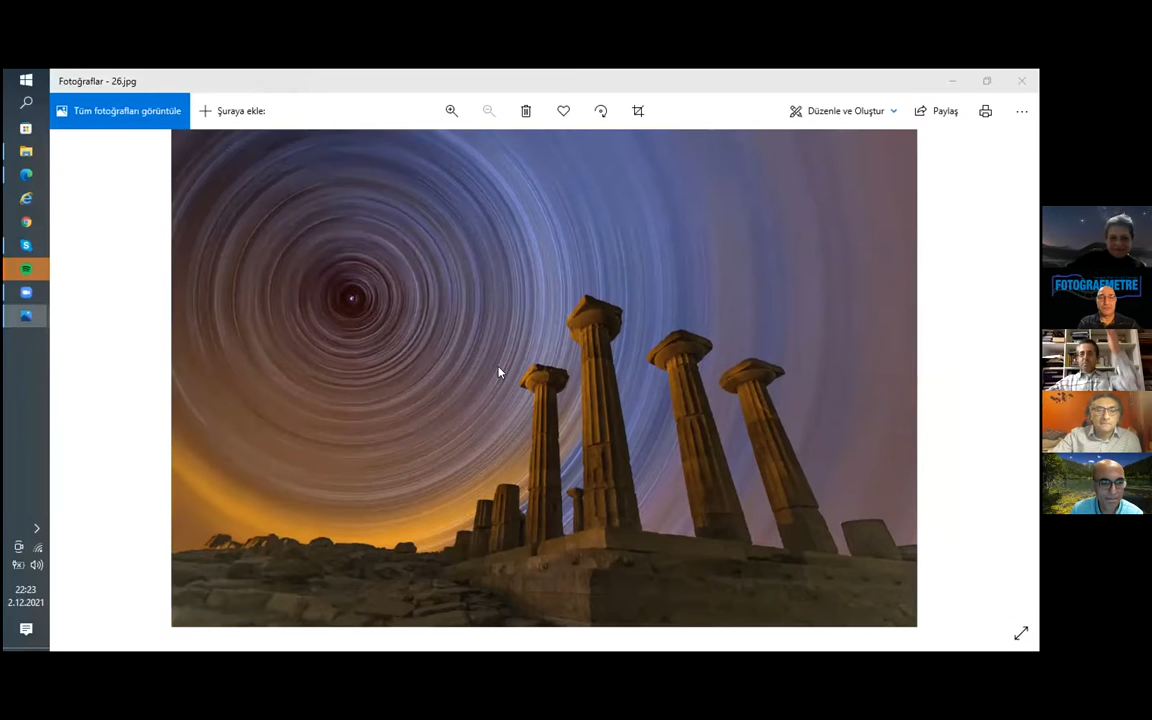 Fotoğraflar - 26.jpg
Tüm fotoğrafları görüntüle
Şuraya ekle:
Düzenle ve Oluştur
Paylaş
FOTOGRAFMETRE
22:23
2.12.2021